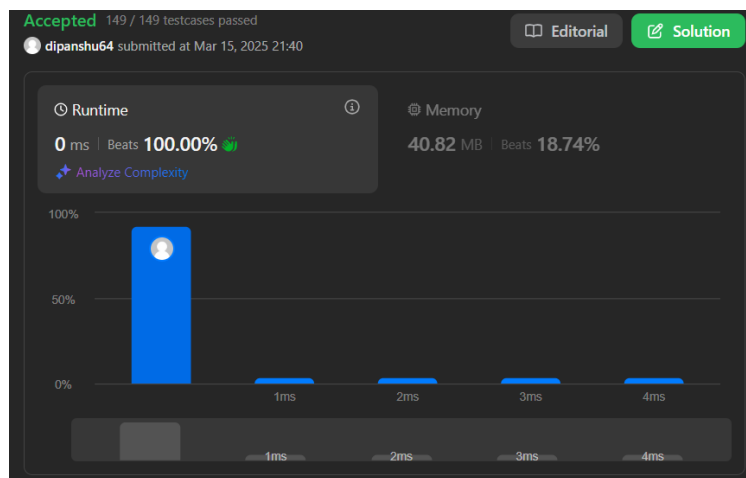 Accepted 149 / 149 testcases passed
Editorial
Solution
dipanshu64 submitted at Mar 15, 2025 21:40
Runtime
0 ms | Beats 100.00%
Analyze Complexity
Memory
40.82 MB | Beats 18.74%
100%
50%
0%
1ms 2ms 3ms 4ms
1ms 2ms 3ms 4ms